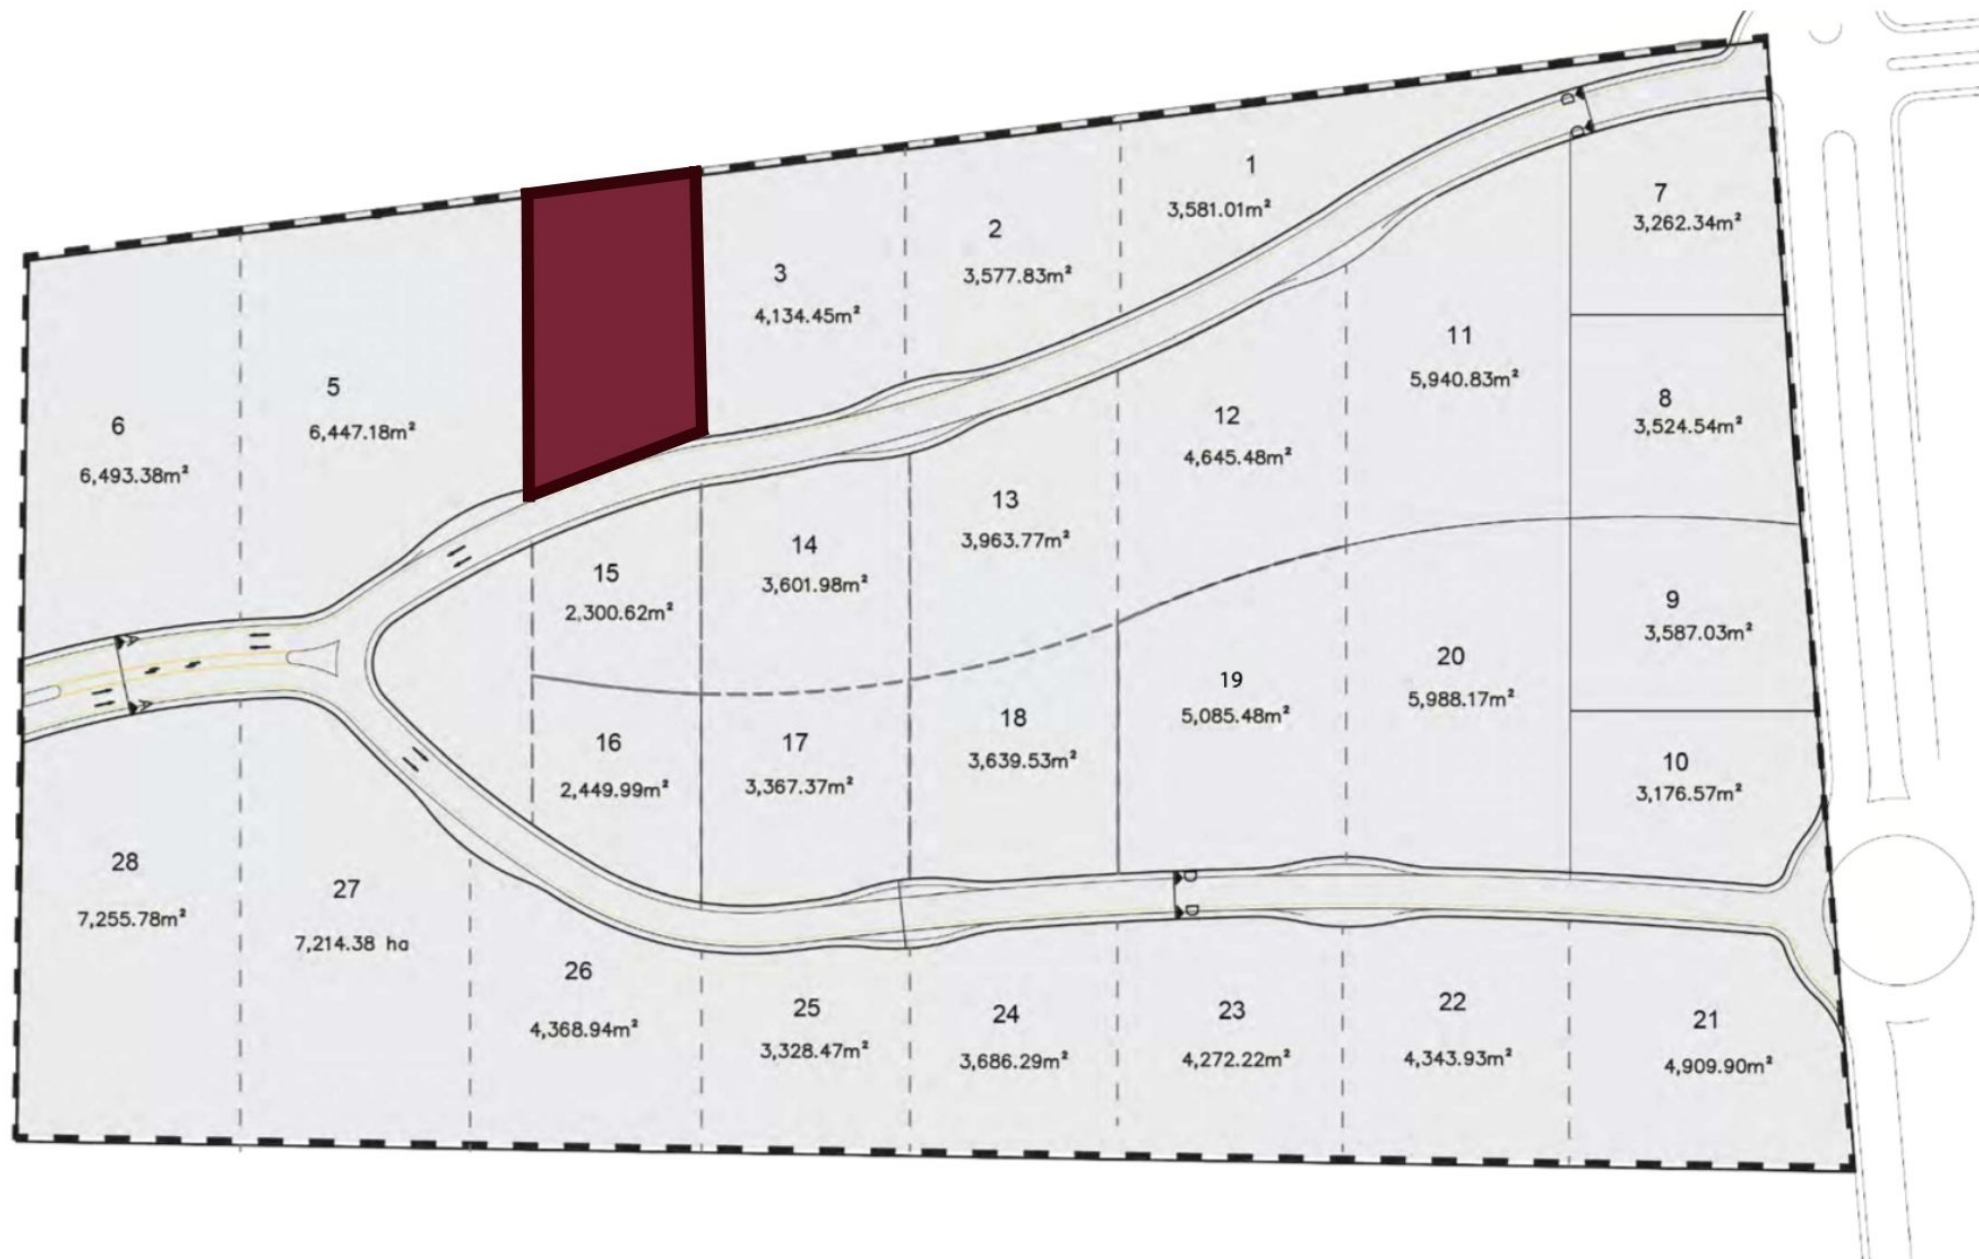 1
3,581.01m²
2
3,577.83m²
3
4,134.45m²
5
6,447.18m²
6
6,493.38m²
7
3,262.34m²
8
3,524.54m²
9
3,587.03m²
10
3,176.57m²
11
5,940.83m²
12
4,645.48m²
13
3,963.77m²
14
3,601.98m²
15
2,300.62m²
16
2,449.99m²
17
3,367.37m²
18
3,639.53m²
19
5,085.48m²
20
5,988.17m²
21
4,909.90m²
22
4,343.93m²
23
4,272.22m²
24
3,686.29m²
25
3,328.47m²
26
4,368.94m²
27
7,214.38 ha
28
7,255.78m²